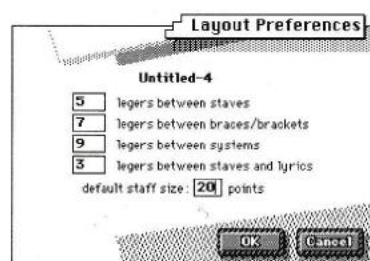 Layout Preferences
Untitled-4
5 legers between staves
7 legers between braces/brackets
9 legers between systems
3 legers between staves and lyrics
default staff size: 20 points
OK Cancel